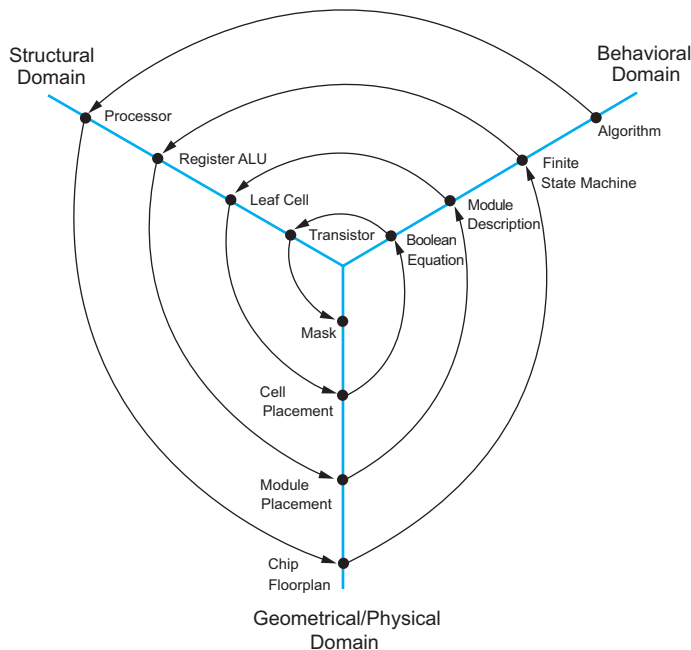 Structural
Domain
Behavioral
Domain
Processor
Algorithm
Register ALU
Finite
State Machine
Leaf Cell
Module
Description
Transistor
Boolean
Equation
Mask
Cell
Placement
Module
Placement
Chip
Floorplan
Geometrical/Physical
Domain